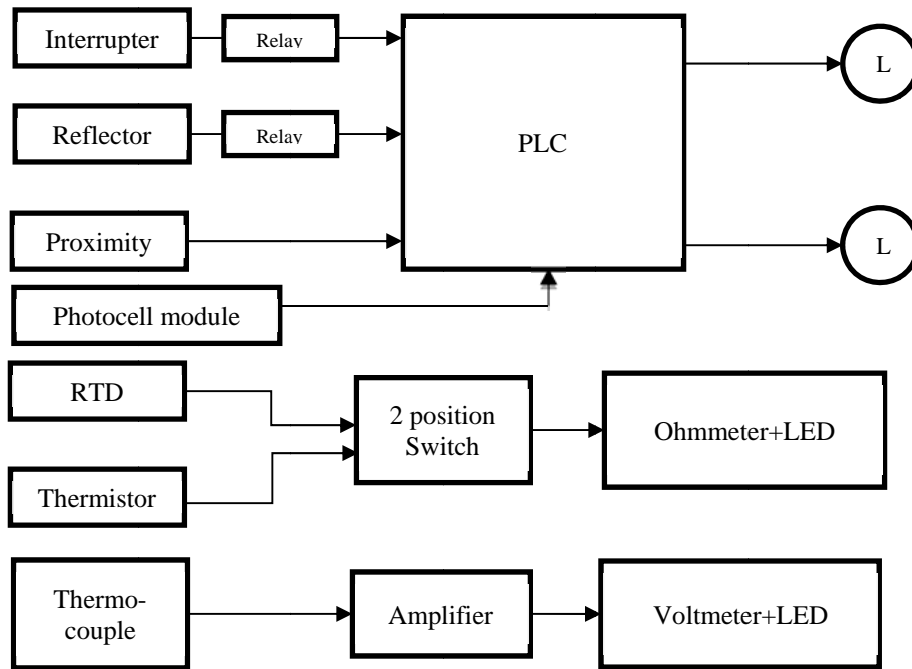 Interrupter
Relay
L
Reflector
Relay
PLC
Proximity
L
Photocell module
RTD
2 position
Switch
Ohmmeter+LED
Thermistor
Thermo-
couple
Amplifier
Voltmeter+LED